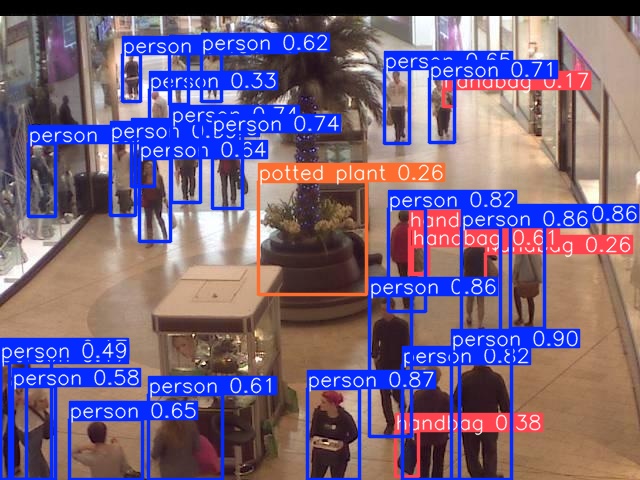 person
person 0.62
person 0.33
person 0.65
person 0.71
handbag 0.17
person 0.74
person
person
person 0.74
person 0.64
potted plant 0.26
person 0.82
hand
person 0.86
0.86
handbag 0.61
handbag 0.26
person 0.86
person 0.90
person 0.82
person 0.49
person 0.58
person 0.61
person 0.87
person 0.65
handbag 0.38